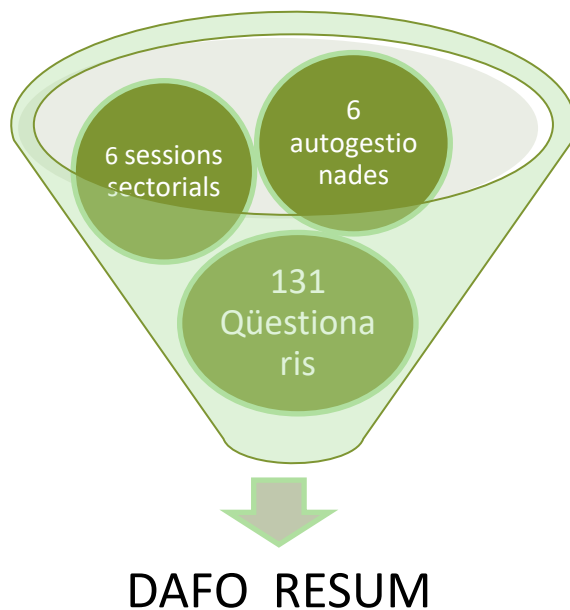 6 sessions
sectorials
6
autogestio
nades
131
Qüestiona
ris
DAFO RESUM